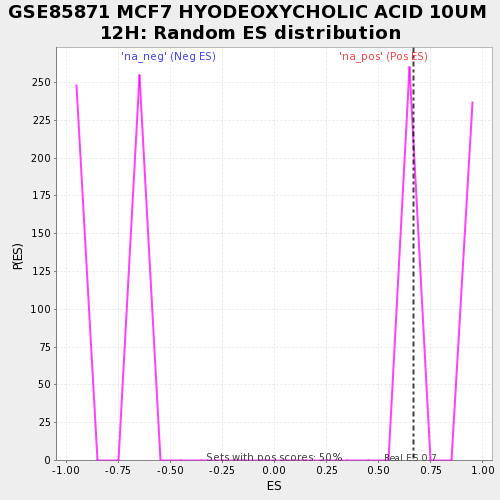 GSE85871 MCF7 HYODEOXYCHOLIC ACID 10UM
12H: Random ES distribution
'na_neg' (Neg ES)
'na_pos' (Pos ES)
250
225
200
175
150
125
100
75
50
25
0
P(ES)
Sets with pos scores: 50%
Real ES 0.7
-1.00
-0.75
-0.50
-0.25
0.00
0.25
0.50
0.75
1.00
ES